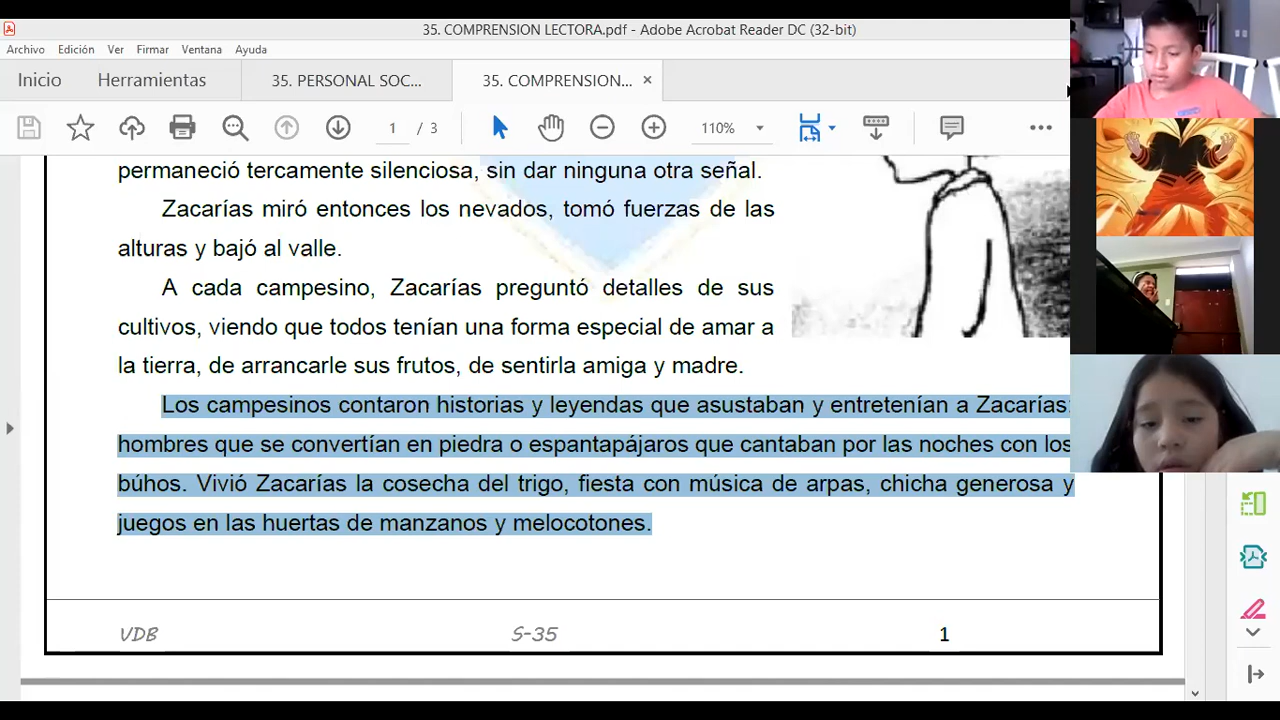 35. COMPRENSION LECTORA.pdf - Adobe Acrobat Reader DC (32-bit)
Archivo Edición Ver Firmar Ventana Ayuda
Inicio Herramientas 35. PERSONAL SOC... 35. COMPRENSION... ×
1 / 3 110%
permaneció tercamente silenciosa, sin dar ninguna otra señal.
Zacarías miró entonces los nevados, tomó fuerzas de las
alturas y bajó al valle.
A cada campesino, Zacarías preguntó detalles de sus
cultivos, viendo que todos tenían una forma especial de amar a
la tierra, de arrancarle sus frutos, de sentirla amiga y madre.
Los campesinos contaron historias y leyendas que asustaban y entretenían a Zacarías:
hombres que se convertían en piedra o espantapájaros que cantaban por las noches con los
búhos. Vivió Zacarías la cosecha del trigo, fiesta con música de arpas, chicha generosa y
juegos en las huertas de manzanos y melocotones.
VDB S-35 1